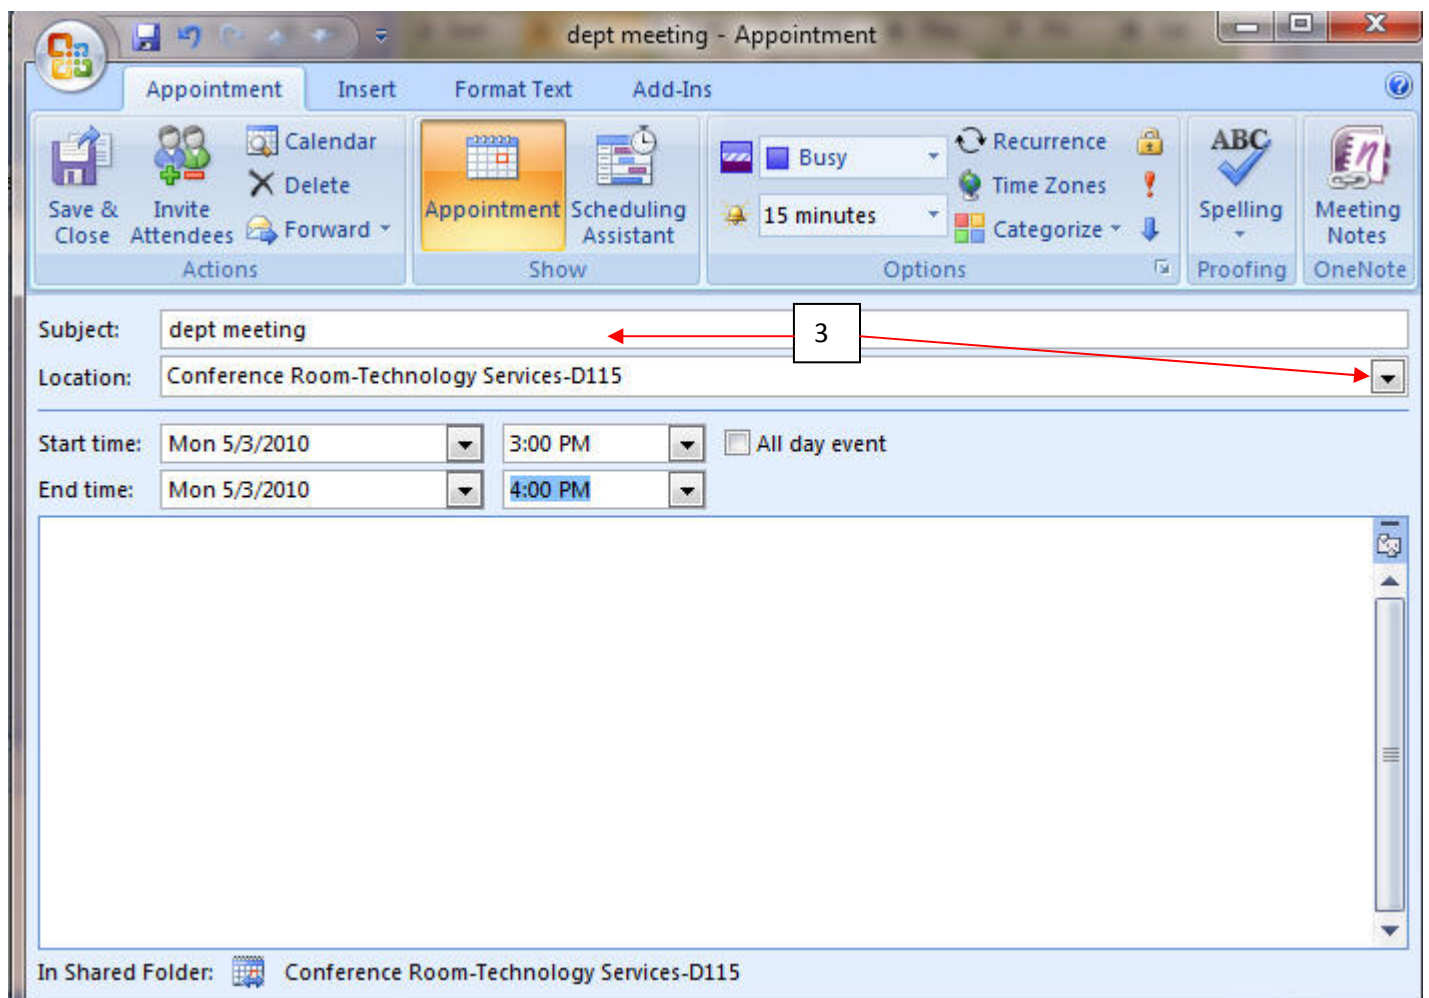 dept meeting - Appointment
Appointment Insert Format Text Add-Ins
Save & Close
Invite Attendees
Calendar
Delete
Forward
Actions
Appointment
Scheduling Assistant
Show
Busy
15 minutes
Recurrence
Time Zones
Categorize
Options
ABC
Spelling
Proofing
Meeting Notes
OneNote
Subject: dept meeting
3
Location: Conference Room-Technology Services-D115
Start time: Mon 5/3/2010 3:00 PM All day event
End time: Mon 5/3/2010 4:00 PM
In Shared Folder: Conference Room-Technology Services-D115